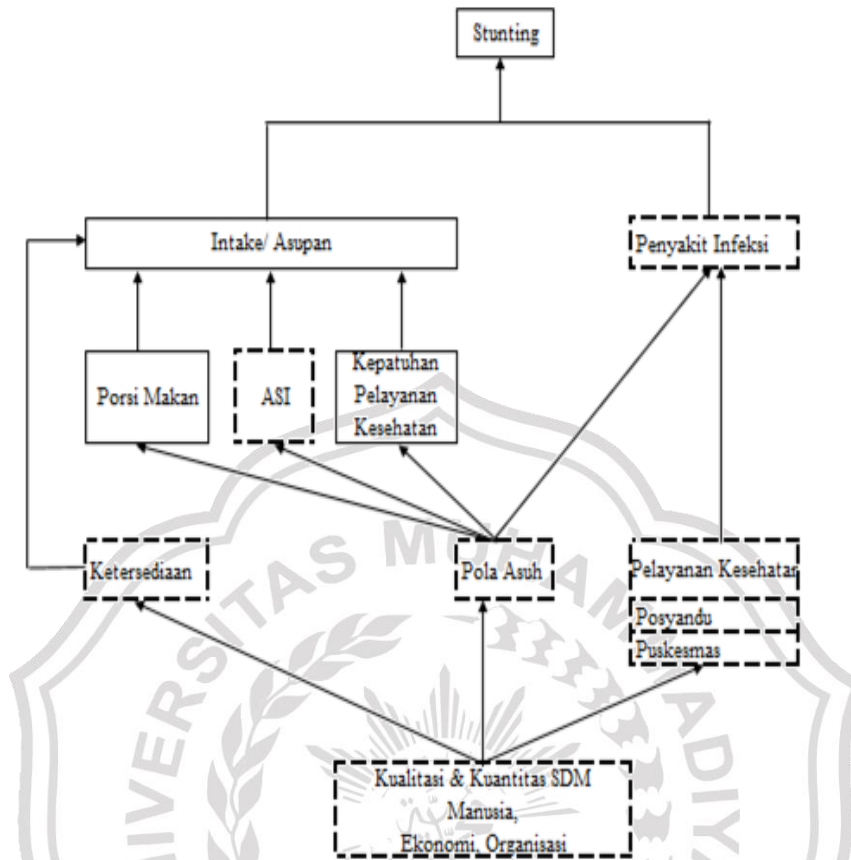 Stunting
Intake/ Asupan
Penyakit Infeksi
Porsi Makan
ASI
Kepatuhan
Pelayanan
Kesehatan
Ketersediaan
Pola Asuh
Pelayanan Kesehatan
Posyandu
Puskesmas
Kualitasi & Kuantitas SDM
Manusia,
Ekonomi, Organisasi